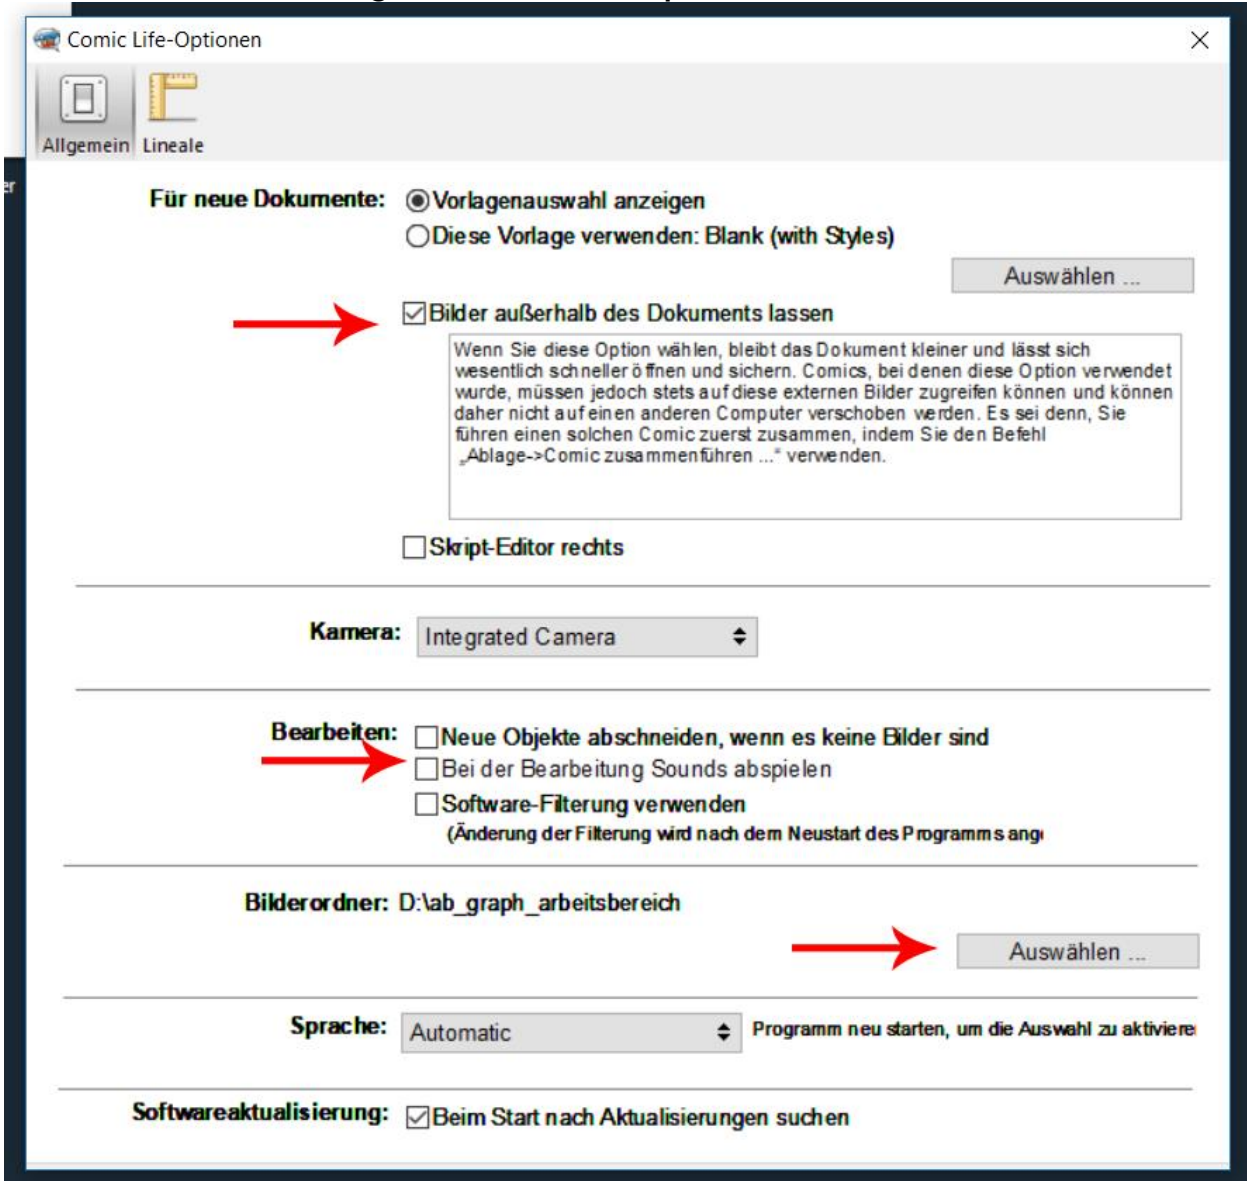 Comic Life-Optionen
Allgemein Lineale
er
Für neue Dokumente: Vorlagenauswahl anzeigen
Diese Vorlage verwenden: Blank (with Styles)
Auswählen ...
Bilder außerhalb des Dokuments lassen
Wenn Sie diese Option wählen, bleibt das Dokument kleiner und lässt sich
wesentlich schneller öffnen und sichern. Comics, bei denen diese Option verwendet
wurde, müssen jedoch stets auf diese externen Bilder zugreifen können und können
daher nicht auf einen anderen Computer verschoben werden. Es sei denn, Sie
führen einen solchen Comic zuerst zusammen, indem Sie den Befehl
„Ablage->Comic zusammenführen ...“ verwenden.
Skript-Editor rechts
Kamera: Integrated Camera
Bearbeiten: Neue Objekte abschneiden, wenn es keine Bilder sind
Bei der Bearbeitung Sounds abspielen
Software-Filterung verwenden
(Änderung der Filterung wird nach dem Neustart des Programms ang
Bilderordner: D:\ab_graph_arbeitsbereich
Auswählen ...
Sprache: Automatic Programm neu starten, um die Auswahl zu aktiviere
Softwareaktualisierung: Beim Start nach Aktualisierungen suchen